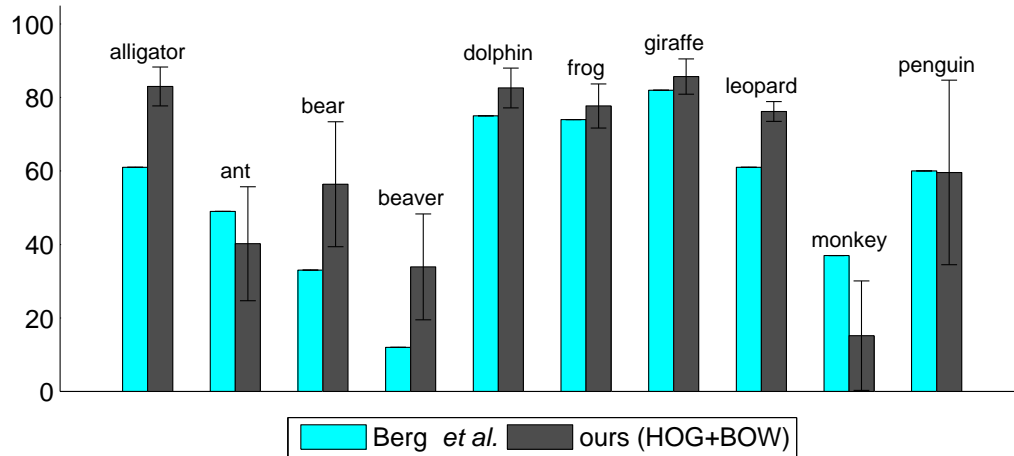 100
80
60
40
20
0
alligator
ant
bear
beaver
dolphin
frog
giraffe
leopard
monkey
penguin
Berg et al. ours (HOG+BOW)